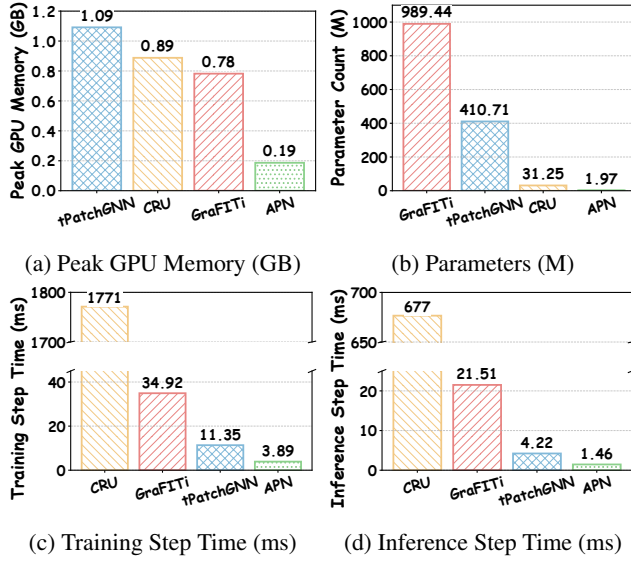 Peak GPU Memory (GB)
1.2
1.0
0.8
0.6
0.4
0.2
0.0
1.09
0.89
0.78
0.19
tPatchGNN
CRU
GraFITi
APN
(a) Peak GPU Memory (GB)
Parameter Count (M)
1000
800
600
400
200
0
989.44
410.71
31.25
1.97
GraFITi
tPatchGNN
CRU
APN
(b) Parameters (M)
Training Step Time (ms)
1800
1700
40
20
0
1771
34.92
11.35
3.89
CRU
GraFITi
tPatchGNN
APN
(c) Training Step Time (ms)
Inference Step Time (ms)
700
650
20
10
0
677
21.51
4.22
1.46
CRU
GraFITi
tPatchGNN
APN
(d) Inference Step Time (ms)